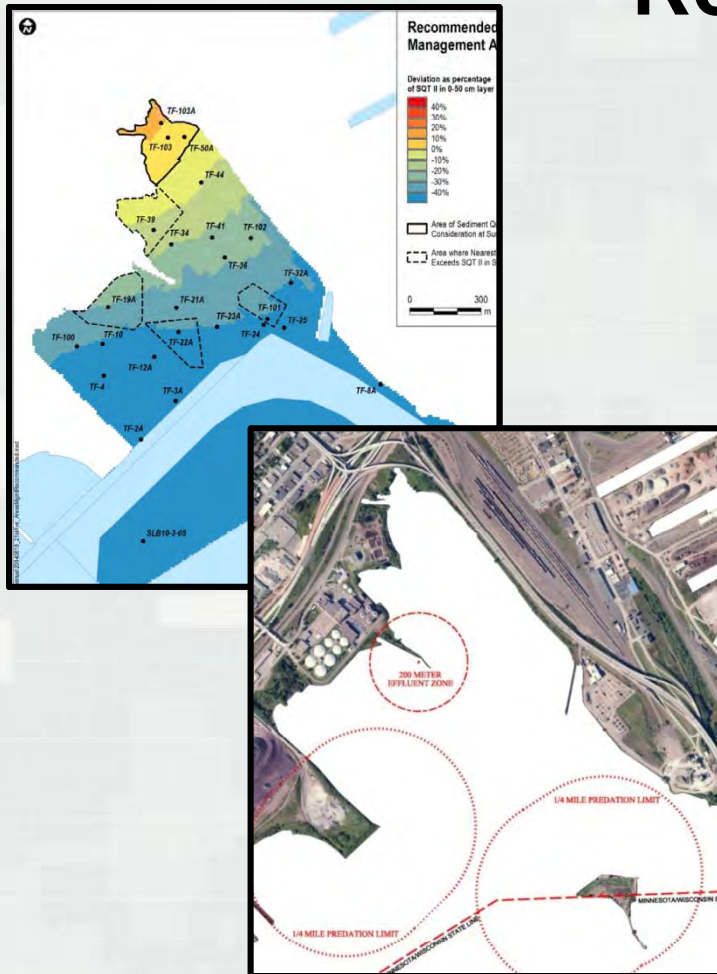 N
Recommended
Management A
Deviation as percentage
of SQT II in 0-50 cm layer
40%
30%
20%
10%
0%
-10%
-20%
-30%
-40%
Area of Sediment Q
Consideration at Su
Area where Nearest
Exceeds SQT II in S
0 300
m
TF-103A
TF-103
TF-50A
TF-44
TF-39
TF-34
TF-41
TF-102
TF-36
TF-32A
TF-19A
TF-21A
TF-101
TF-23A
TF-25
TF-22A
TF-24
TF-100
TF-10
TF-12A
TF-4
TF-3A
TF-8A
TF-2A
SLB10-3-05
200 METER
EFFLUENT ZONE
1/4 MILE PREDATION LIMIT
1/4 MILE PREDATION LIMIT
MINNESOTA/WISCONSIN STATE LINE
MINNESOTA/WISCONSIN S